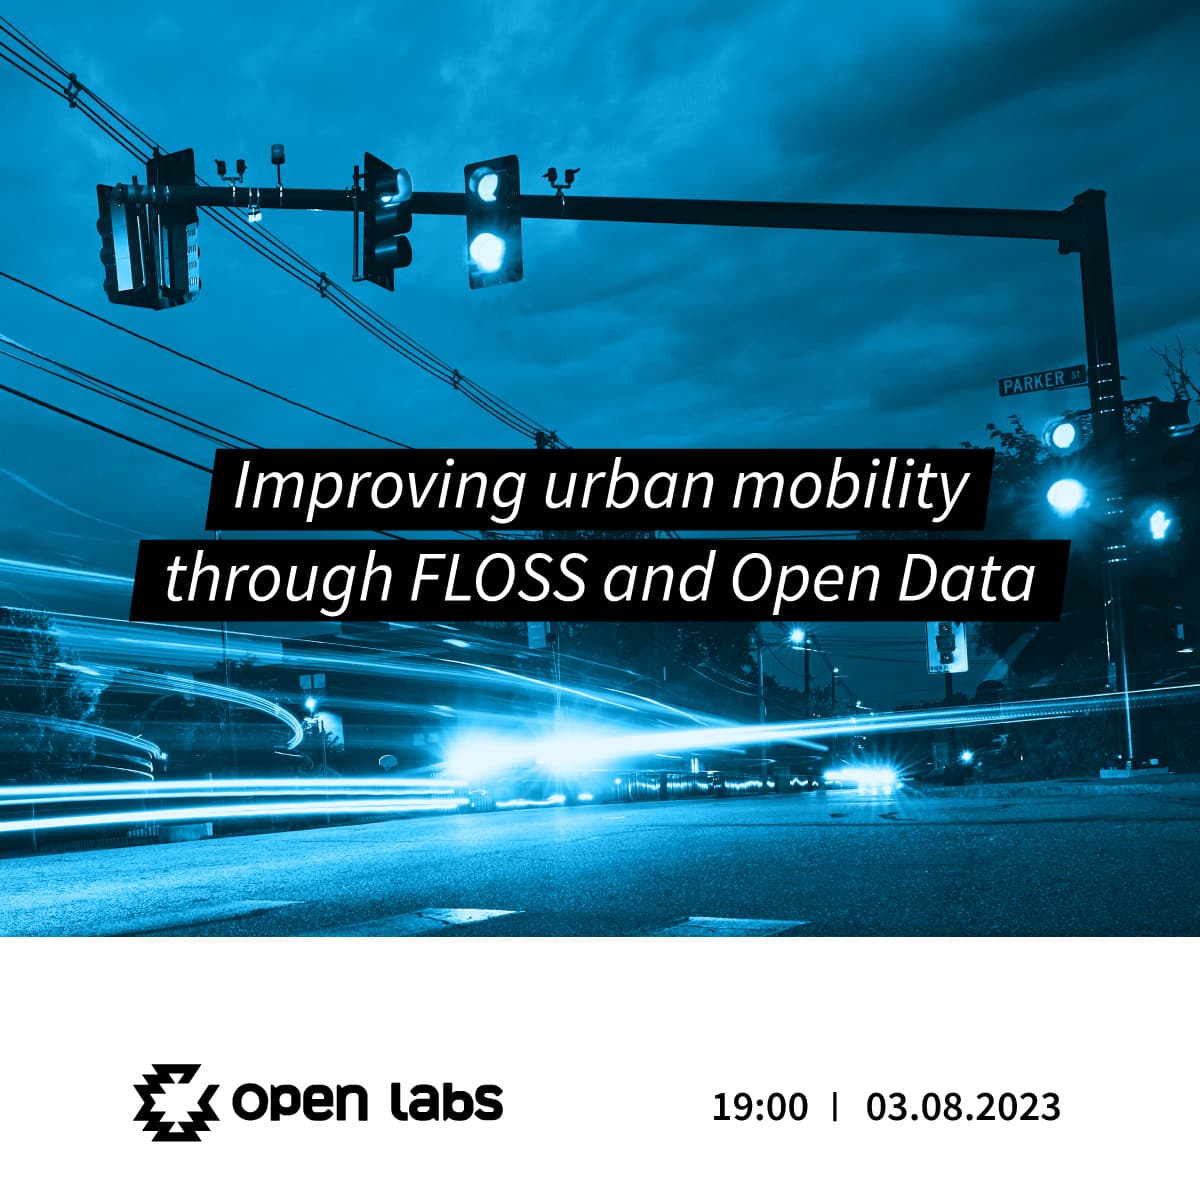 PARKER ST
Improving urban mobility
through FLOSS and Open Data
open labs
19:00 | 03.08.2023